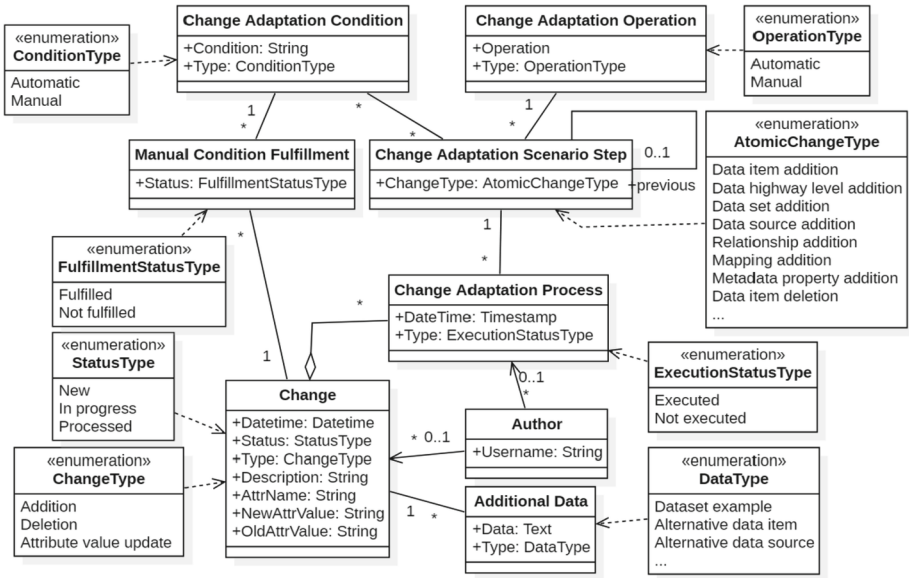 «enumeration»
ConditionType
Automatic
Manual
Change Adaptation Condition
+Condition: String
+Type: ConditionType
Change Adaptation Operation
+Operation
+Type: OperationType
«enumeration»
OperationType
Automatic
Manual
1
*
*
*
1
*
Manual Condition Fulfillment
+Status: FulfillmentStatusType
Change Adaptation Scenario Step
+ChangeType: AtomicChangeType
0..1
+previous
«enumeration»
AtomicChangeType
Data item addition
Data highway level addition
Data set addition
Data source addition
Relationship addition
Mapping addition
Metadata property addition
Data item deletion
...
«enumeration»
FulfillmentStatusType
Fulfilled
Not fulfilled
*
1
1
*
Change Adaptation Process
+DateTime: Timestamp
+Type: ExecutionStatusType
*
«enumeration»
StatusType
New
In progress
Processed
«enumeration»
ExecutionStatusType
Executed
Not executed
0..1
*
Change
+Datetime: Datetime
+Status: StatusType
+Type: ChangeType
+Description: String
+AttrName: String
+NewAttrValue: String
+OldAttrValue: String
Author
+Username: String
* 0..1
«enumeration»
ChangeType
Addition
Deletion
Attribute value update
1 *
Additional Data
+Data: Text
+Type: DataType
«enumeration»
DataType
Dataset example
Alternative data item
Alternative data source
...